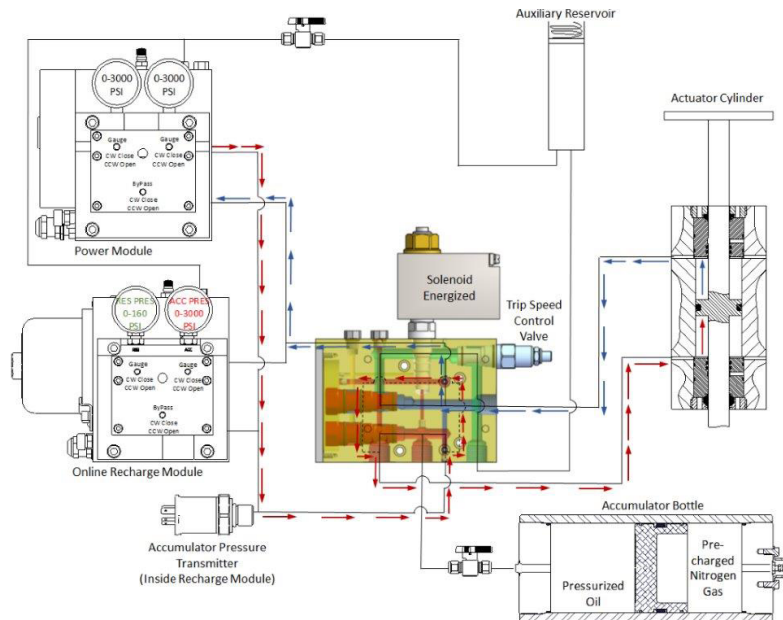 Auxiliary Reservoir
0-3000
PSI
0-3000
PSI
Gauge
Gauge
CW Close
CCW Open
CW Close
CCW Open
ByPass
CW Close
CCW Open
Power Module
Actuator Cylinder
Solenoid
Energized
Trip Speed
Control
Valve
RES PRES
0-160
PSI
ACC PRES
0-3000
PSI
RES
ACC
Gauge
Gauge
CW Close
CCW Open
CW Close
CCW Open
ByPass
CW Close
CCW Open
Online Recharge Module
Accumulator Pressure
Transmitter
(Inside Recharge Module)
Accumulator Bottle
Pressurized
Oil
Pre-
charged
Nitrogen
Gas